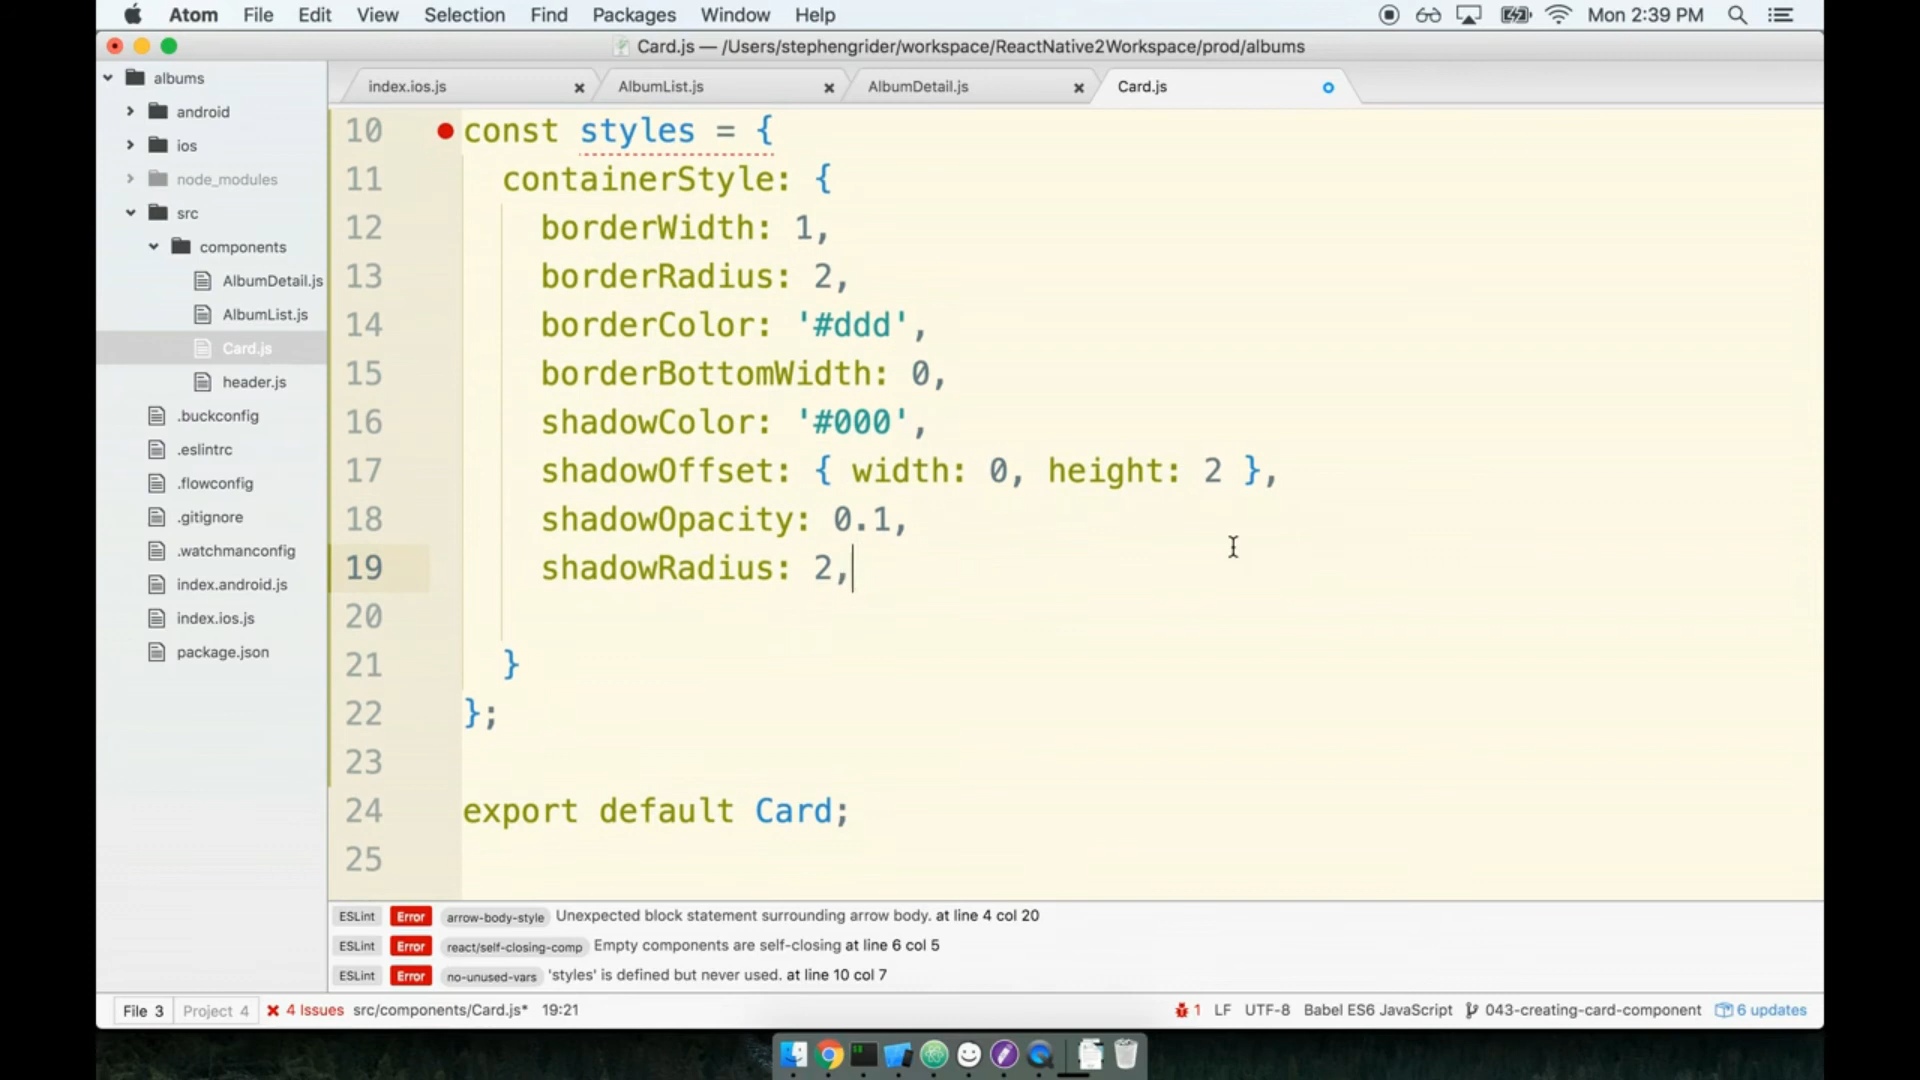 Atom File Edit View Selection Find Packages Window Help Mon 2:39 PM
Card.js — /Users/stephengrider/workspace/ReactNative2Workspace/prod/albums
albums
android
ios
node_modules
src
components
AlbumDetail.js
AlbumList.js
Card.js
header.js
.buckconfig
.eslintrc
.flowconfig
.gitignore
.watchmanconfig
index.android.js
index.ios.js
package.json
index.ios.js AlbumList.js AlbumDetail.js Card.js
10 const styles = {
11 containerStyle: {
12 borderWidth: 1,
13 borderRadius: 2,
14 borderColor: '#ddd',
15 borderBottomWidth: 0,
16 shadowColor: '#000',
17 shadowOffset: { width: 0, height: 2 },
18 shadowOpacity: 0.1,
19 shadowRadius: 2,
20
21 }
22 };
23
24 export default Card;
25
ESLint Error arrow-body-style Unexpected block statement surrounding arrow body. at line 4 col 20
ESLint Error react/self-closing-comp Empty components are self-closing at line 6 col 5
ESLint Error no-unused-vars 'styles' is defined but never used. at line 10 col 7
File 3 Project 4 4 Issues src/components/Card.js* 19:21 1 LF UTF-8 Babel ES6 JavaScript 043-creating-card-component 6 updates